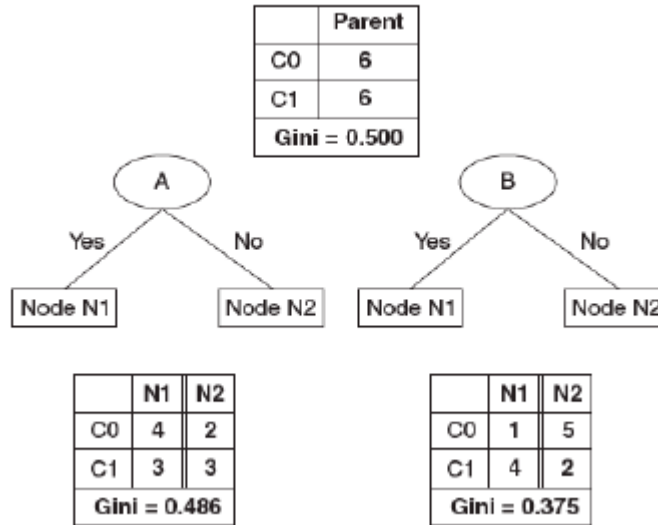 Parent
C0 6
C1 6
Gini = 0.500
A B
Yes No Yes No
Node N1 Node N2 Node N1 Node N2
N1 N2 N1 N2
C0 4 2 C0 1 5
C1 3 3 C1 4 2
Gini = 0.486 Gini = 0.375